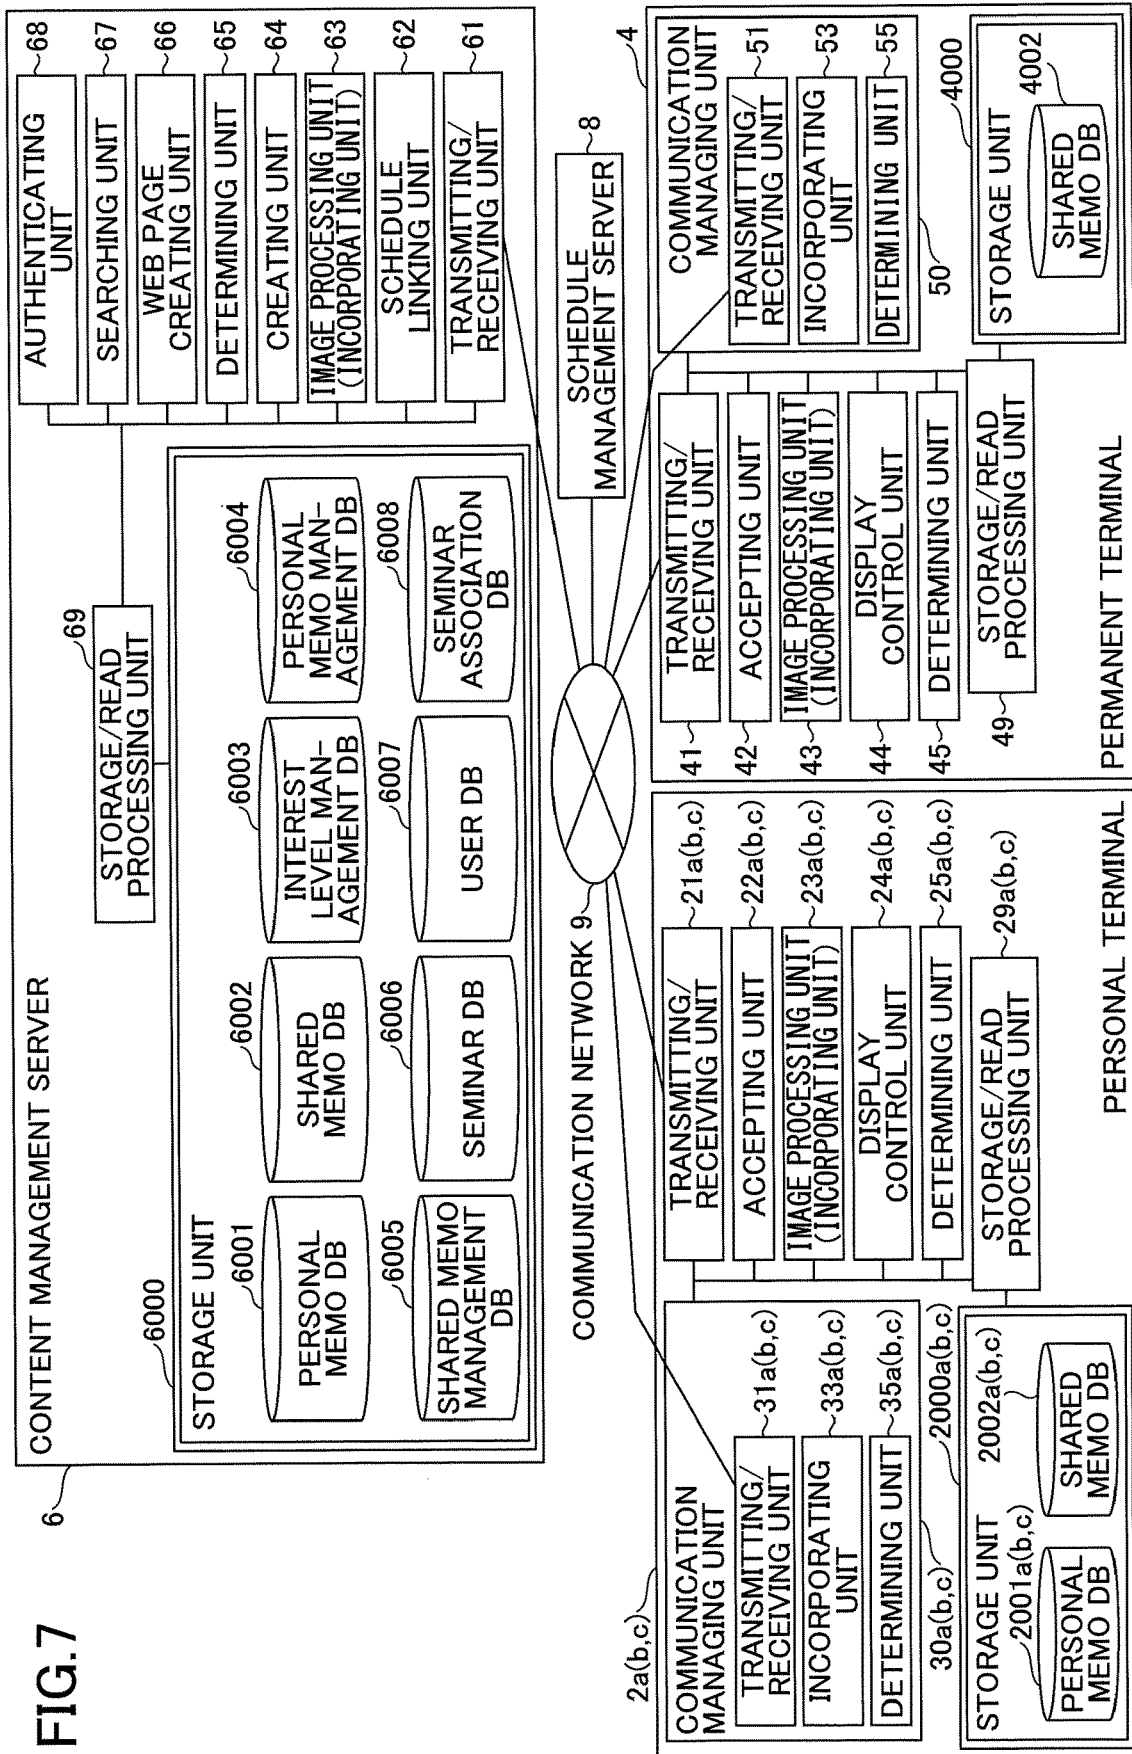 FIG.7
CONTENT MANAGEMENT SERVER
6
6000
STORAGE UNIT
6001
PERSONAL
MEMO DB
6002
SHARED
MEMO DB
6003
INTEREST
LEVEL MAN-
AGEMENT DB
6004
PERSONAL
MEMO MAN-
AGEMENT DB
6005
SHARED MEMO
MANAGEMENT
DB
6006
SEMINAR DB
6007
USER DB
6008
SEMINAR
ASSOCIATION
DB
69
STORAGE/READ
PROCESSING UNIT
AUTHENTICATING
UNIT
68
SEARCHING UNIT
67
WEB PAGE
CREATING UNIT
66
DETERMINING UNIT
65
CREATING UNIT
64
IMAGE PROCESSING UNIT
(INCORPORATING UNIT)
63
SCHEDULE
LINKING UNIT
62
TRANSMITTING/
RECEIVING UNIT
61
COMMUNICATION NETWORK 9
SCHEDULE
MANAGEMENT SERVER
8
2a(b,c)
COMMUNICATION
MANAGING UNIT
TRANSMITTING/
RECEIVING UNIT
31a(b,c)
INCORPORATING
UNIT
33a(b,c)
DETERMINING UNIT
35a(b,c)
30a(b,c)
2000a(b,c)
STORAGE UNIT
2001a(b,c)
PERSONAL
MEMO DB
2002a(b,c)
SHARED
MEMO DB
TRANSMITTING/
RECEIVING UNIT
21a(b,c)
ACCEPTING UNIT
22a(b,c)
IMAGE PROCESSING UNIT
(INCORPORATING UNIT)
23a(b,c)
DISPLAY
CONTROL UNIT
24a(b,c)
DETERMINING UNIT
25a(b,c)
STORAGE/READ
PROCESSING UNIT
29a(b,c)
PERSONAL TERMINAL
TRANSMITTING/
RECEIVING UNIT
41
ACCEPTING UNIT
42
IMAGE PROCESSING UNIT
(INCORPORATING UNIT)
43
DISPLAY
CONTROL UNIT
44
DETERMINING UNIT
45
STORAGE/READ
PROCESSING UNIT
49
PERMANENT TERMINAL
4
COMMUNICATION
MANAGING UNIT
TRANSMITTING/
RECEIVING UNIT
51
INCORPORATING
UNIT
53
DETERMINING UNIT
55
50
4000
STORAGE UNIT
4002
SHARED
MEMO DB